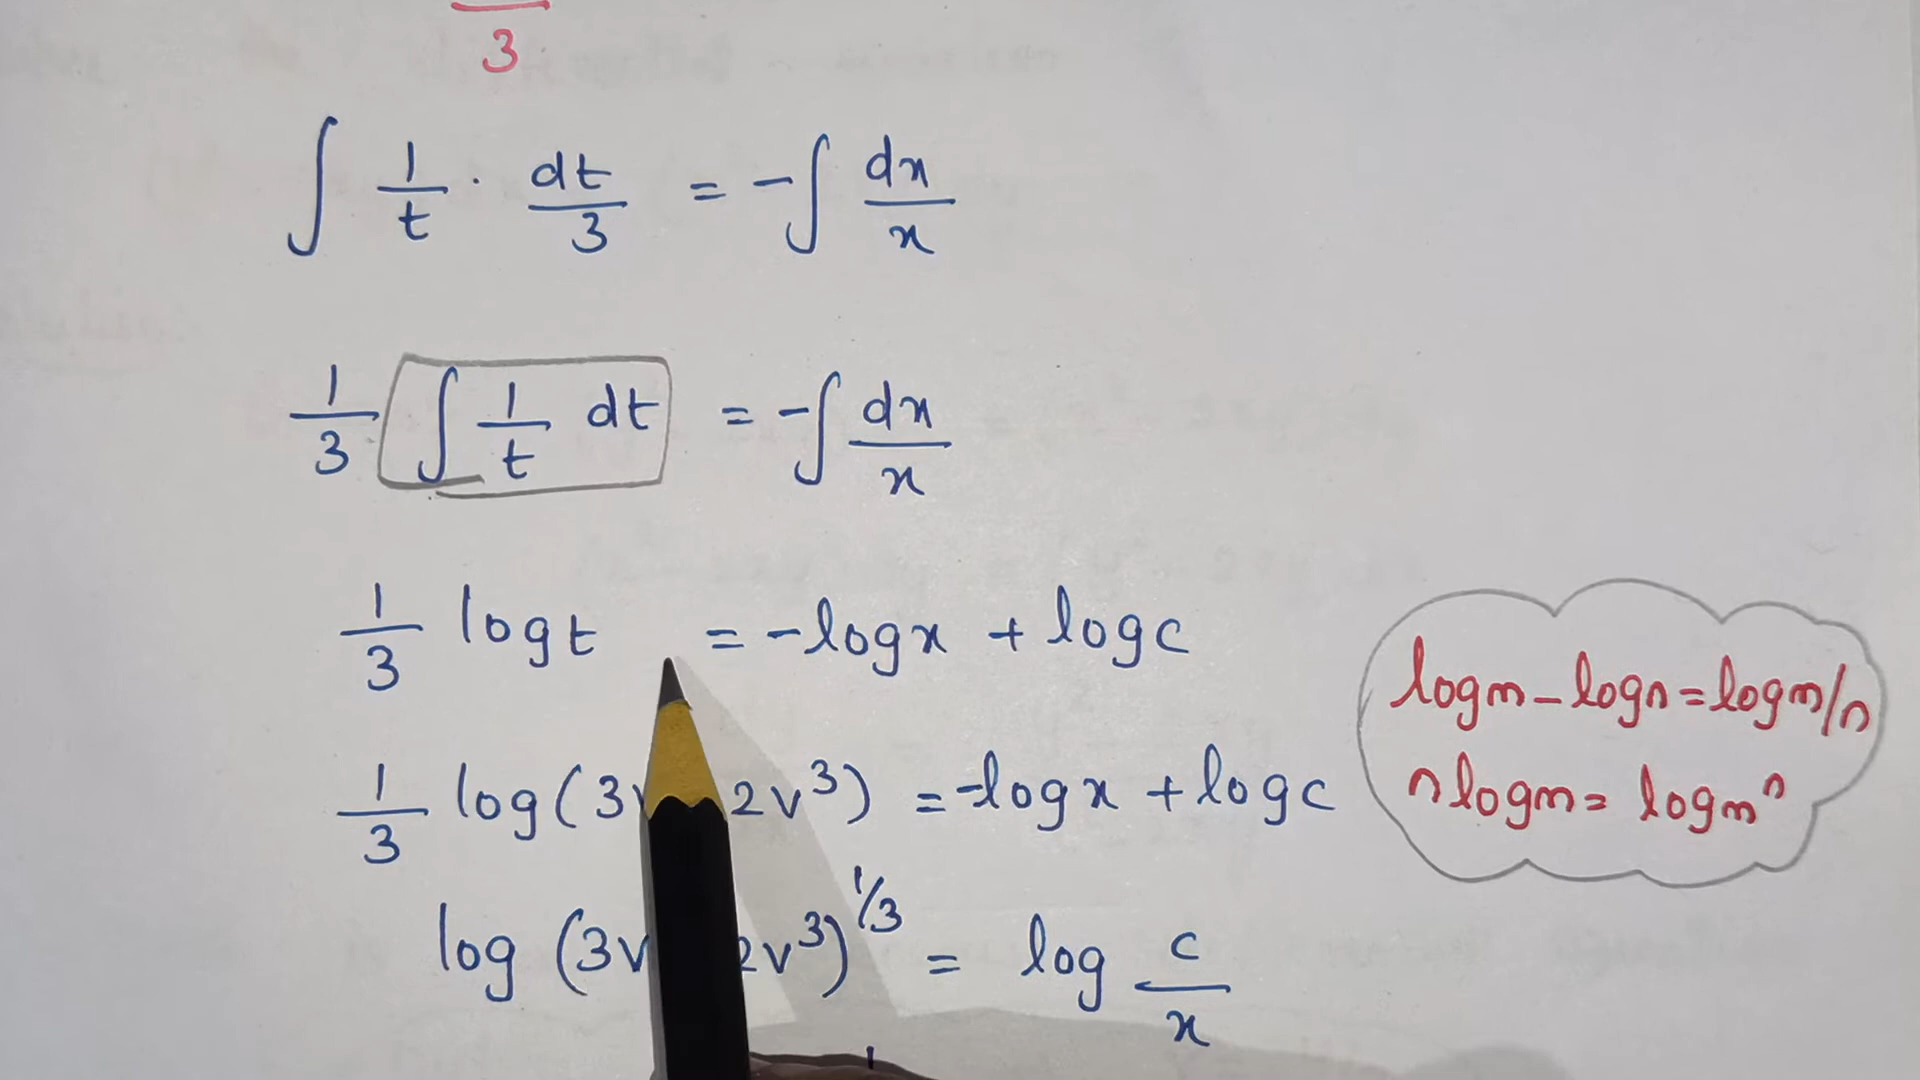 3
∫ 1/t · dt/3 = -∫ dx/x
1/3 ∫ 1/t dt = -∫ dx/x
1/3 log t = -log x + log c
log m - log n = log m/n
1/3 log (3v 2v³) = -log x + log c
n log m = log mⁿ
log (3v 2v³)^1/3 = log c/x